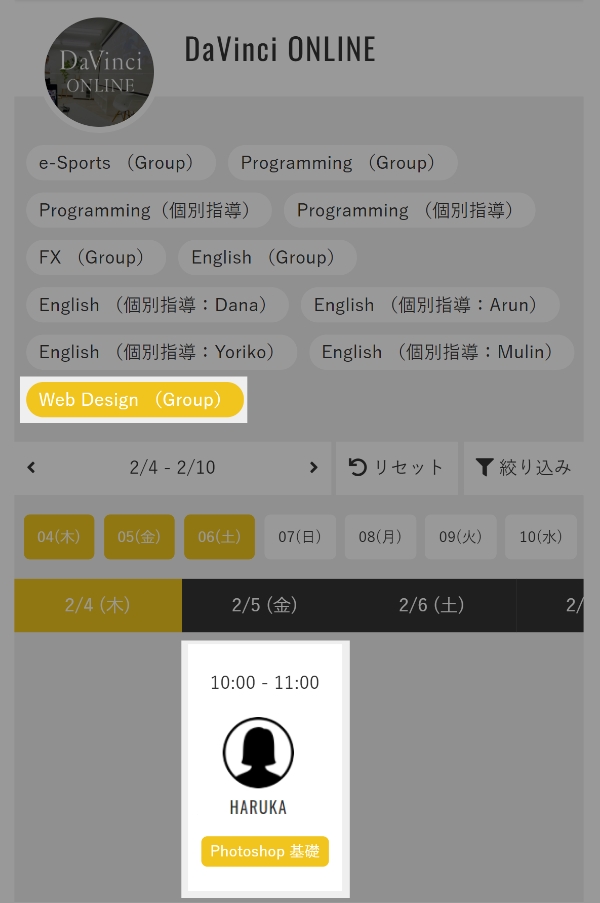 DaVinci
ONLINE
DaVinci ONLINE
e-Sports （Group）
Programming （Group）
Programming（個別指導）
Programming （個別指導）
FX （Group）
English （Group）
English （個別指導：Dana）
English （個別指導：Arun）
English （個別指導：Yoriko）
English （個別指導：Mulin）
Web Design （Group）
2/4 - 2/10
リセット
絞り込み
04(木)
05(金)
06(土)
07(日)
08(月)
09(火)
10(水)
2/4 (木)
2/5 (金)
2/6 (土)
2/
10:00 - 11:00
HARUKA
Photoshop 基礎